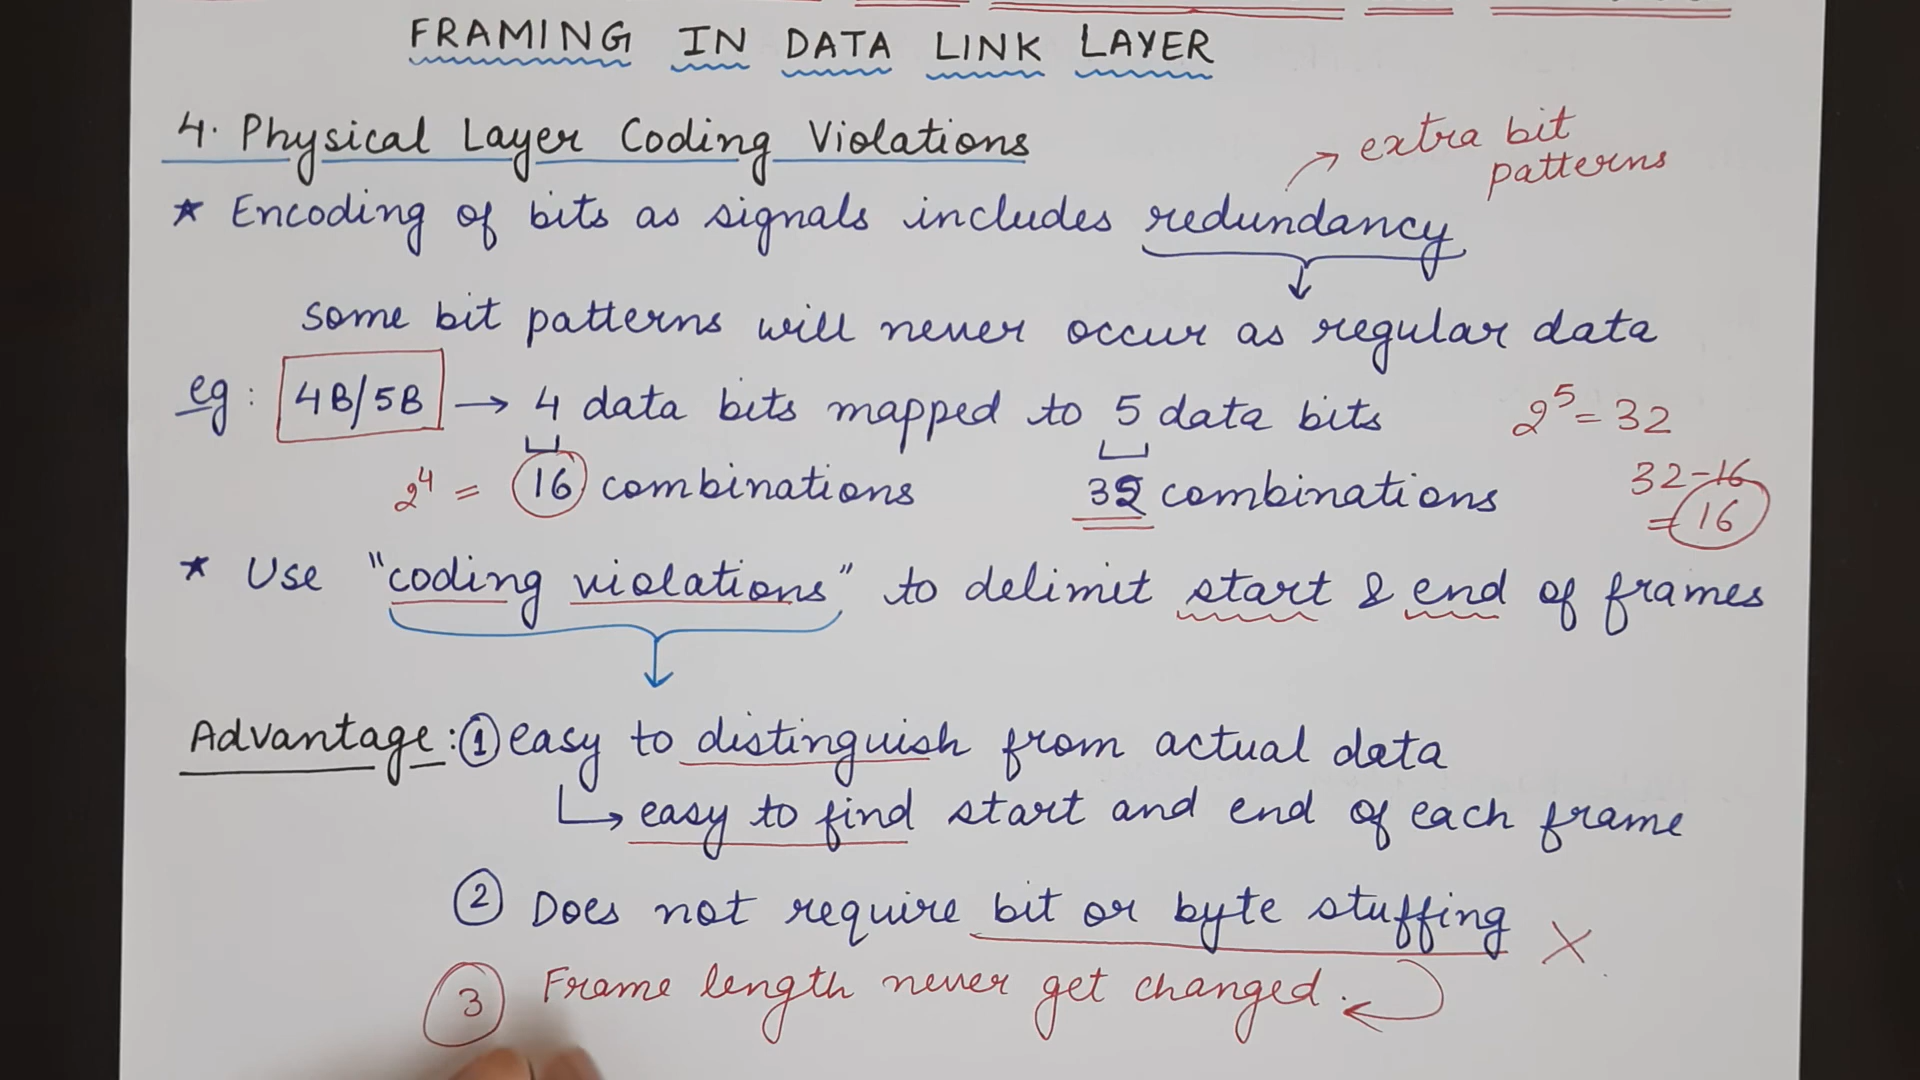 FRAMING IN DATA LINK LAYER
4. Physical Layer Coding Violations
extra bit
patterns
* Encoding of bits as signals includes redundancy
some bit patterns will never occur as regular data
eg: 4B/5B → 4 data bits mapped to 5 data bits 2⁵ = 32
2⁴ = 16 combinations 32 combinations 32-16
= 16
* Use "coding violations" to delimit start & end of frames
Advantage: ① easy to distinguish from actual data
↳ easy to find start and end of each frame
② Does not require bit or byte stuffing X
③ Frame length never get changed.